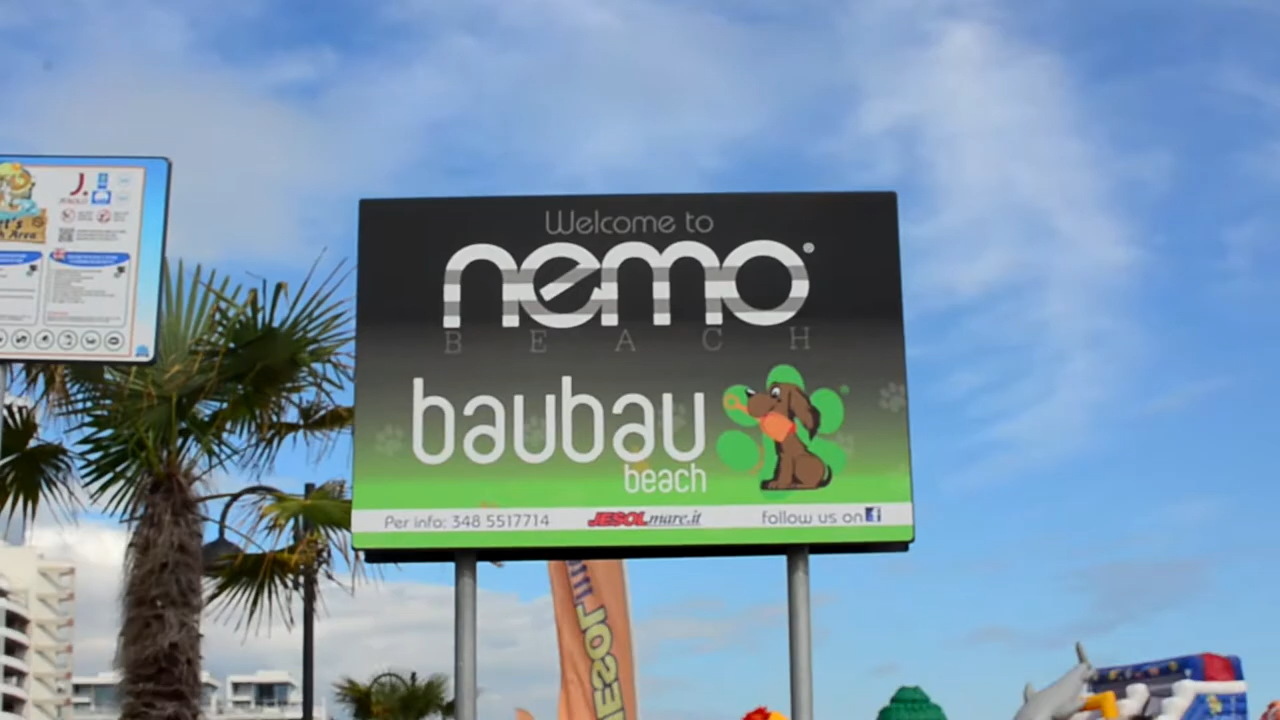 Welcome to
nemo
BEACH
baubau
beach
Per info: 348 5517714
JESOLmare.it
follow us on f
J.